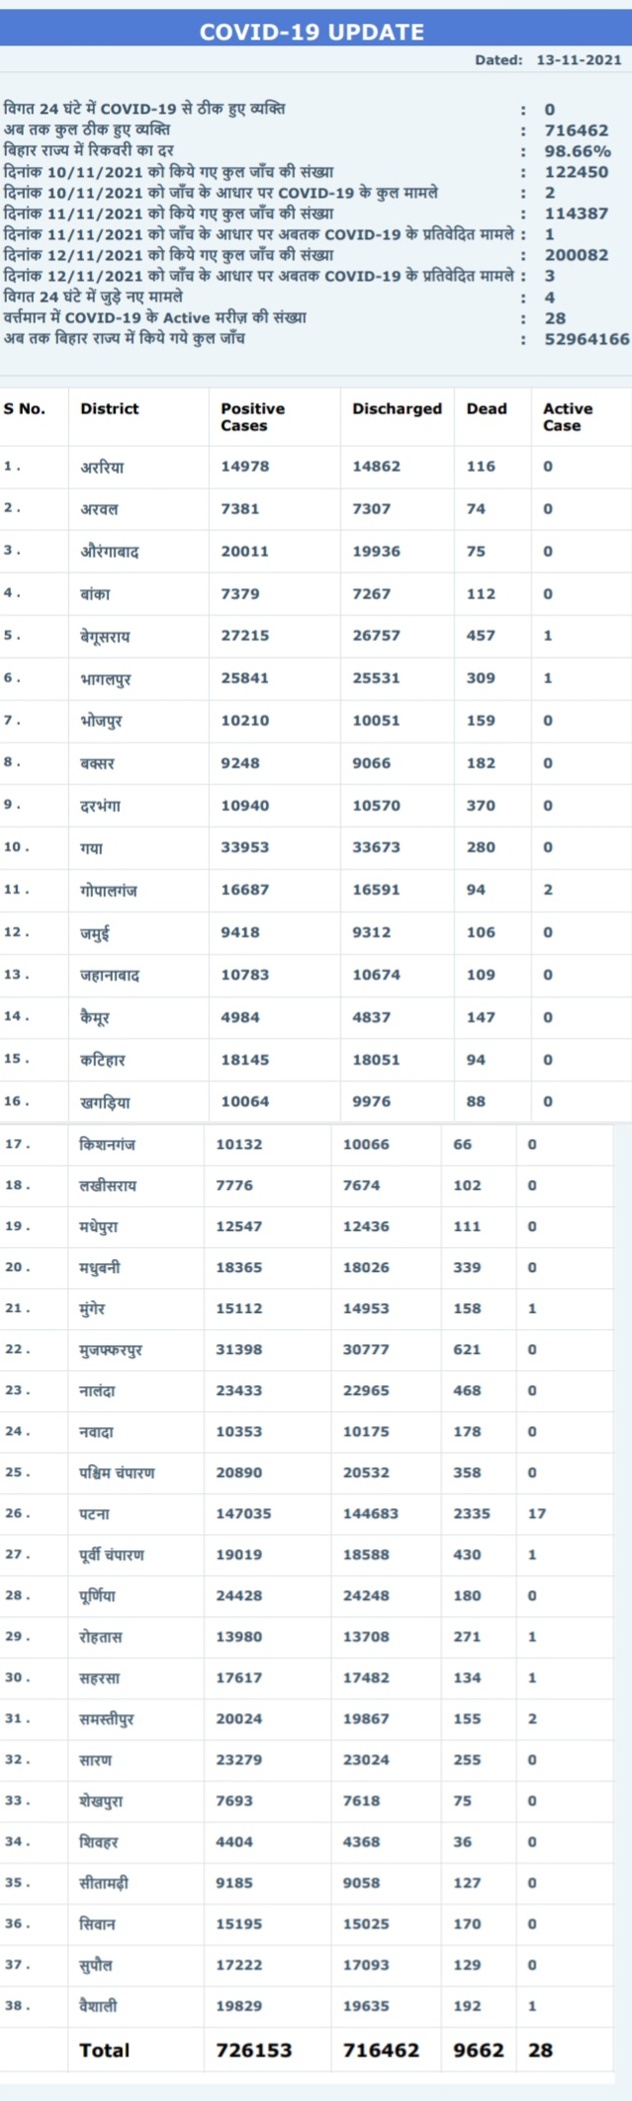 COVID-19 UPDATE
Dated: 13-11-2021
विगत 24 घंटे में COVID-19 से ठीक हुए व्यक्ति : 0
अब तक कुल ठीक हुए व्यक्ति : 716462
बिहार राज्य में रिकवरी का दर : 98.66%
दिनांक 10/11/2021 को किये गए कुल जाँच की संख्या : 122450
दिनांक 10/11/2021 को जाँच के आधार पर COVID-19 के कुल मामले : 2
दिनांक 11/11/2021 को किये गए कुल जाँच की संख्या : 114387
दिनांक 11/11/2021 को जाँच के आधार पर अबतक COVID-19 के प्रतिवेदित मामले : 1
दिनांक 12/11/2021 को किये गए कुल जाँच की संख्या : 200082
दिनांक 12/11/2021 को जाँच के आधार पर अबतक COVID-19 के प्रतिवेदित मामले : 3
विगत 24 घंटे में जुड़े नए मामले : 4
वर्त्तमान में COVID-19 के Active मरीज़ की संख्या : 28
अब तक बिहार राज्य में किये गये कुल जाँच : 52964166
S No. District Positive Cases Discharged Dead Active Case
1. अररिया 14978 14862 116 0
2. अरवल 7381 7307 74 0
3. औरंगाबाद 20011 19936 75 0
4. बांका 7379 7267 112 0
5. बेगूसराय 27215 26757 457 1
6. भागलपुर 25841 25531 309 1
7. भोजपुर 10210 10051 159 0
8. बक्सर 9248 9066 182 0
9. दरभंगा 10940 10570 370 0
10. गया 33953 33673 280 0
11. गोपालगंज 16687 16591 94 2
12. जमुई 9418 9312 106 0
13. जहानाबाद 10783 10674 109 0
14. कैमूर 4984 4837 147 0
15. कटिहार 18145 18051 94 0
16. खगड़िया 10064 9976 88 0
17. किशनगंज 10132 10066 66 0
18. लखीसराय 7776 7674 102 0
19. मधेपुरा 12547 12436 111 0
20. मधुबनी 18365 18026 339 0
21. मुंगेर 15112 14953 158 1
22. मुजफ्फरपुर 31398 30777 621 0
23. नालंदा 23433 22965 468 0
24. नवादा 10353 10175 178 0
25. पश्चिम चंपारण 20890 20532 358 0
26. पटना 147035 144683 2335 17
27. पूर्वी चंपारण 19019 18588 430 1
28. पूर्णिया 24428 24248 180 0
29. रोहतास 13980 13708 271 1
30. सहरसा 17617 17482 134 1
31. समस्तीपुर 20024 19867 155 2
32. सारण 23279 23024 255 0
33. शेखपुरा 7693 7618 75 0
34. शिवहर 4404 4368 36 0
35. सीतामढ़ी 9185 9058 127 0
36. सिवान 15195 15025 170 0
37. सुपौल 17222 17093 129 0
38. वैशाली 19829 19635 192 1
Total 726153 716462 9662 28